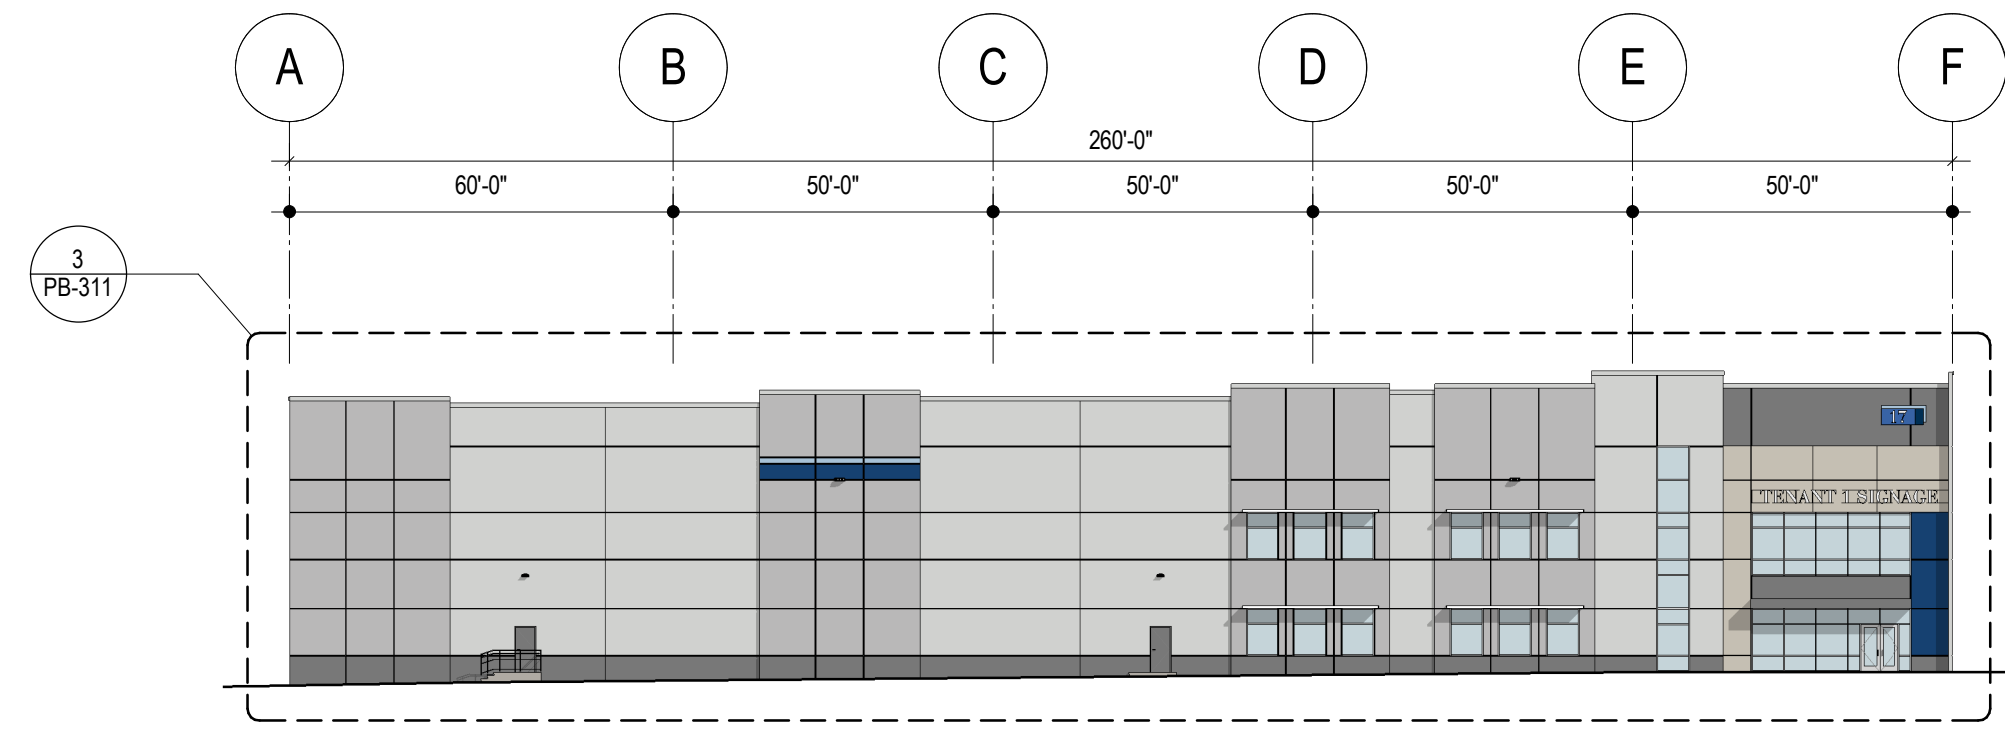 A B C D E F
260'-0"
60'-0" 50'-0" 50'-0" 50'-0" 50'-0"
3
PB-311
17
TENANT 1 SIGNAGE